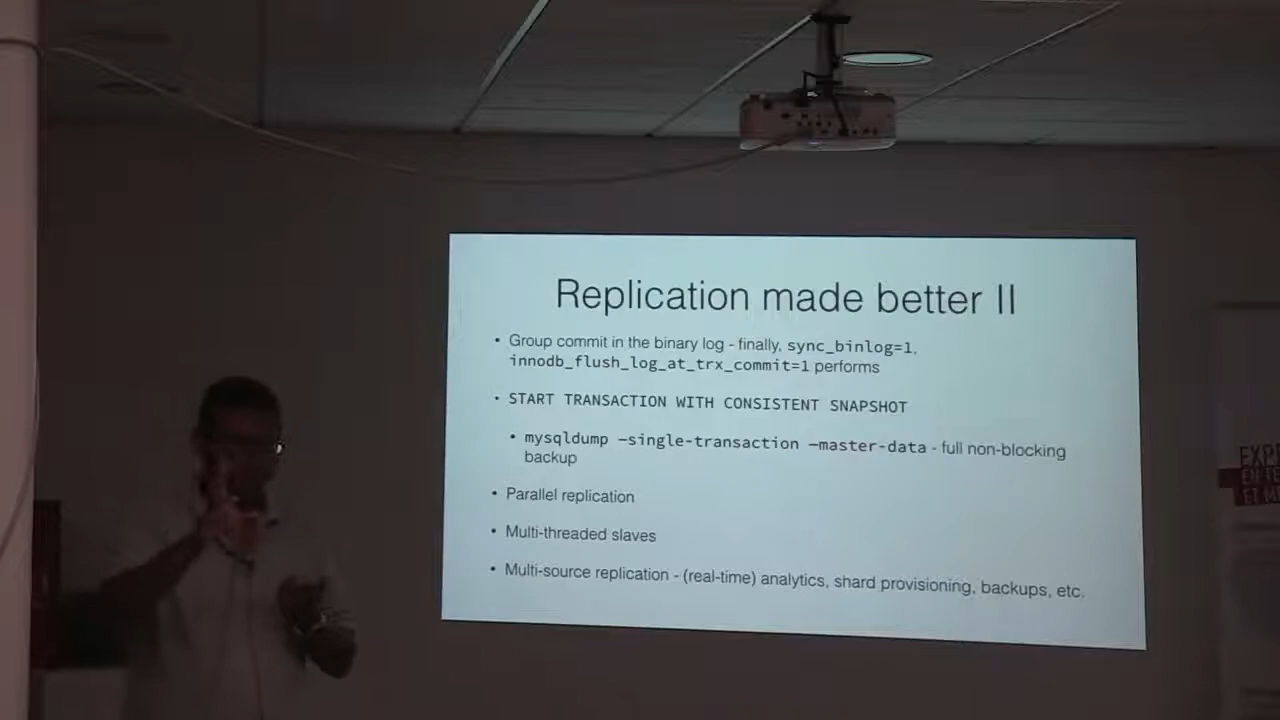 Replication made better II
• Group commit in the binary log - finally, sync_binlog=1,
innodb_flush_log_at_trx_commit=1 performs
• START TRANSACTION WITH CONSISTENT SNAPSHOT
• mysqldump —single-transaction —master-data - full non-blocking
backup
• Parallel replication
• Multi-threaded slaves
• Multi-source replication - (real-time) analytics, shard provisioning, backups, etc.
ET